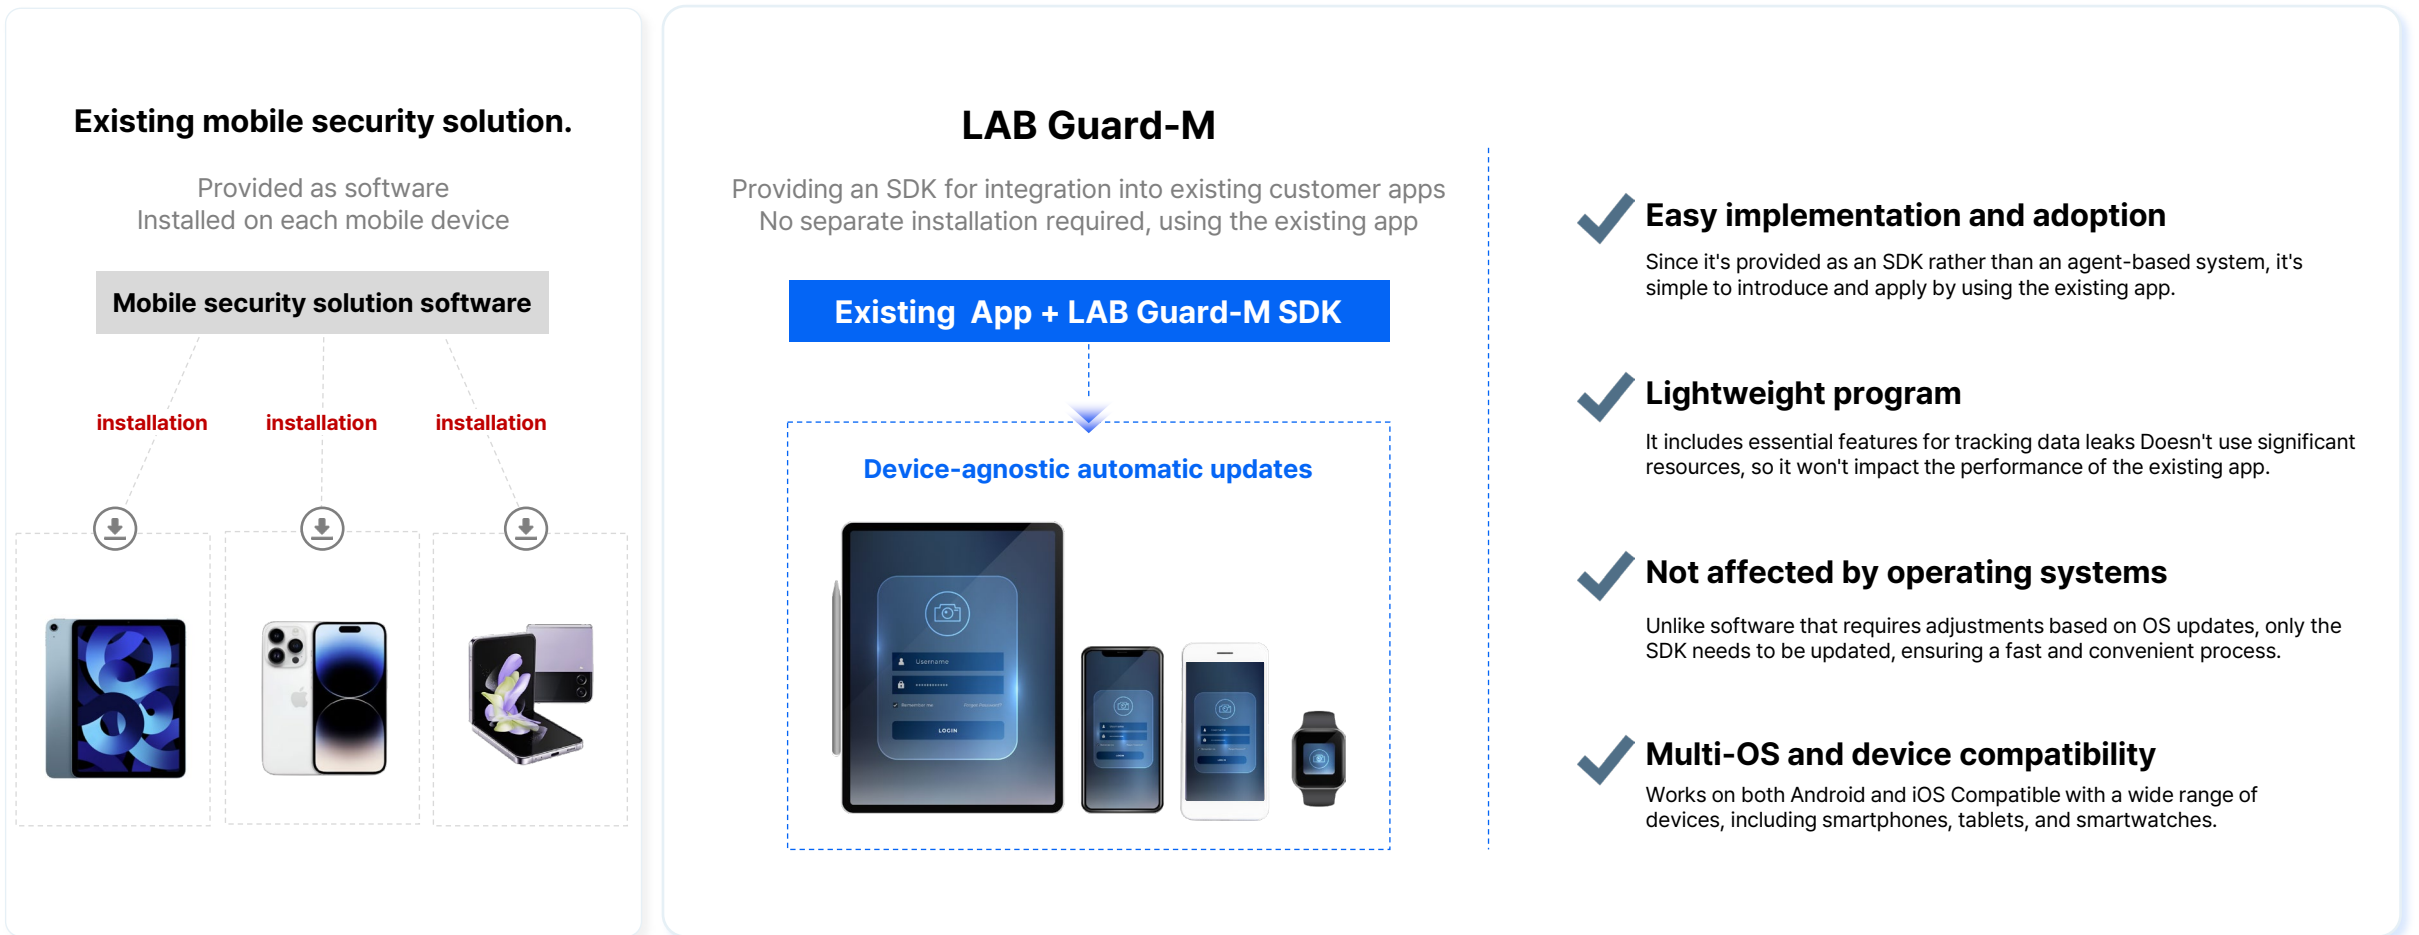 Existing mobile security solution.
Provided as software
Installed on each mobile device
Mobile security solution software
installation
installation
installation
LAB Guard-M
Providing an SDK for integration into existing customer apps
No separate installation required, using the existing app
Existing App + LAB Guard-M SDK
Device-agnostic automatic updates
Username
Remember me
Forgot Password?
LOGIN
Easy implementation and adoption
Since it's provided as an SDK rather than an agent-based system, it's
simple to introduce and apply by using the existing app.
Lightweight program
It includes essential features for tracking data leaks Doesn't use significant
resources, so it won't impact the performance of the existing app.
Not affected by operating systems
Unlike software that requires adjustments based on OS updates, only the
SDK needs to be updated, ensuring a fast and convenient process.
Multi-OS and device compatibility
Works on both Android and iOS Compatible with a wide range of
devices, including smartphones, tablets, and smartwatches.